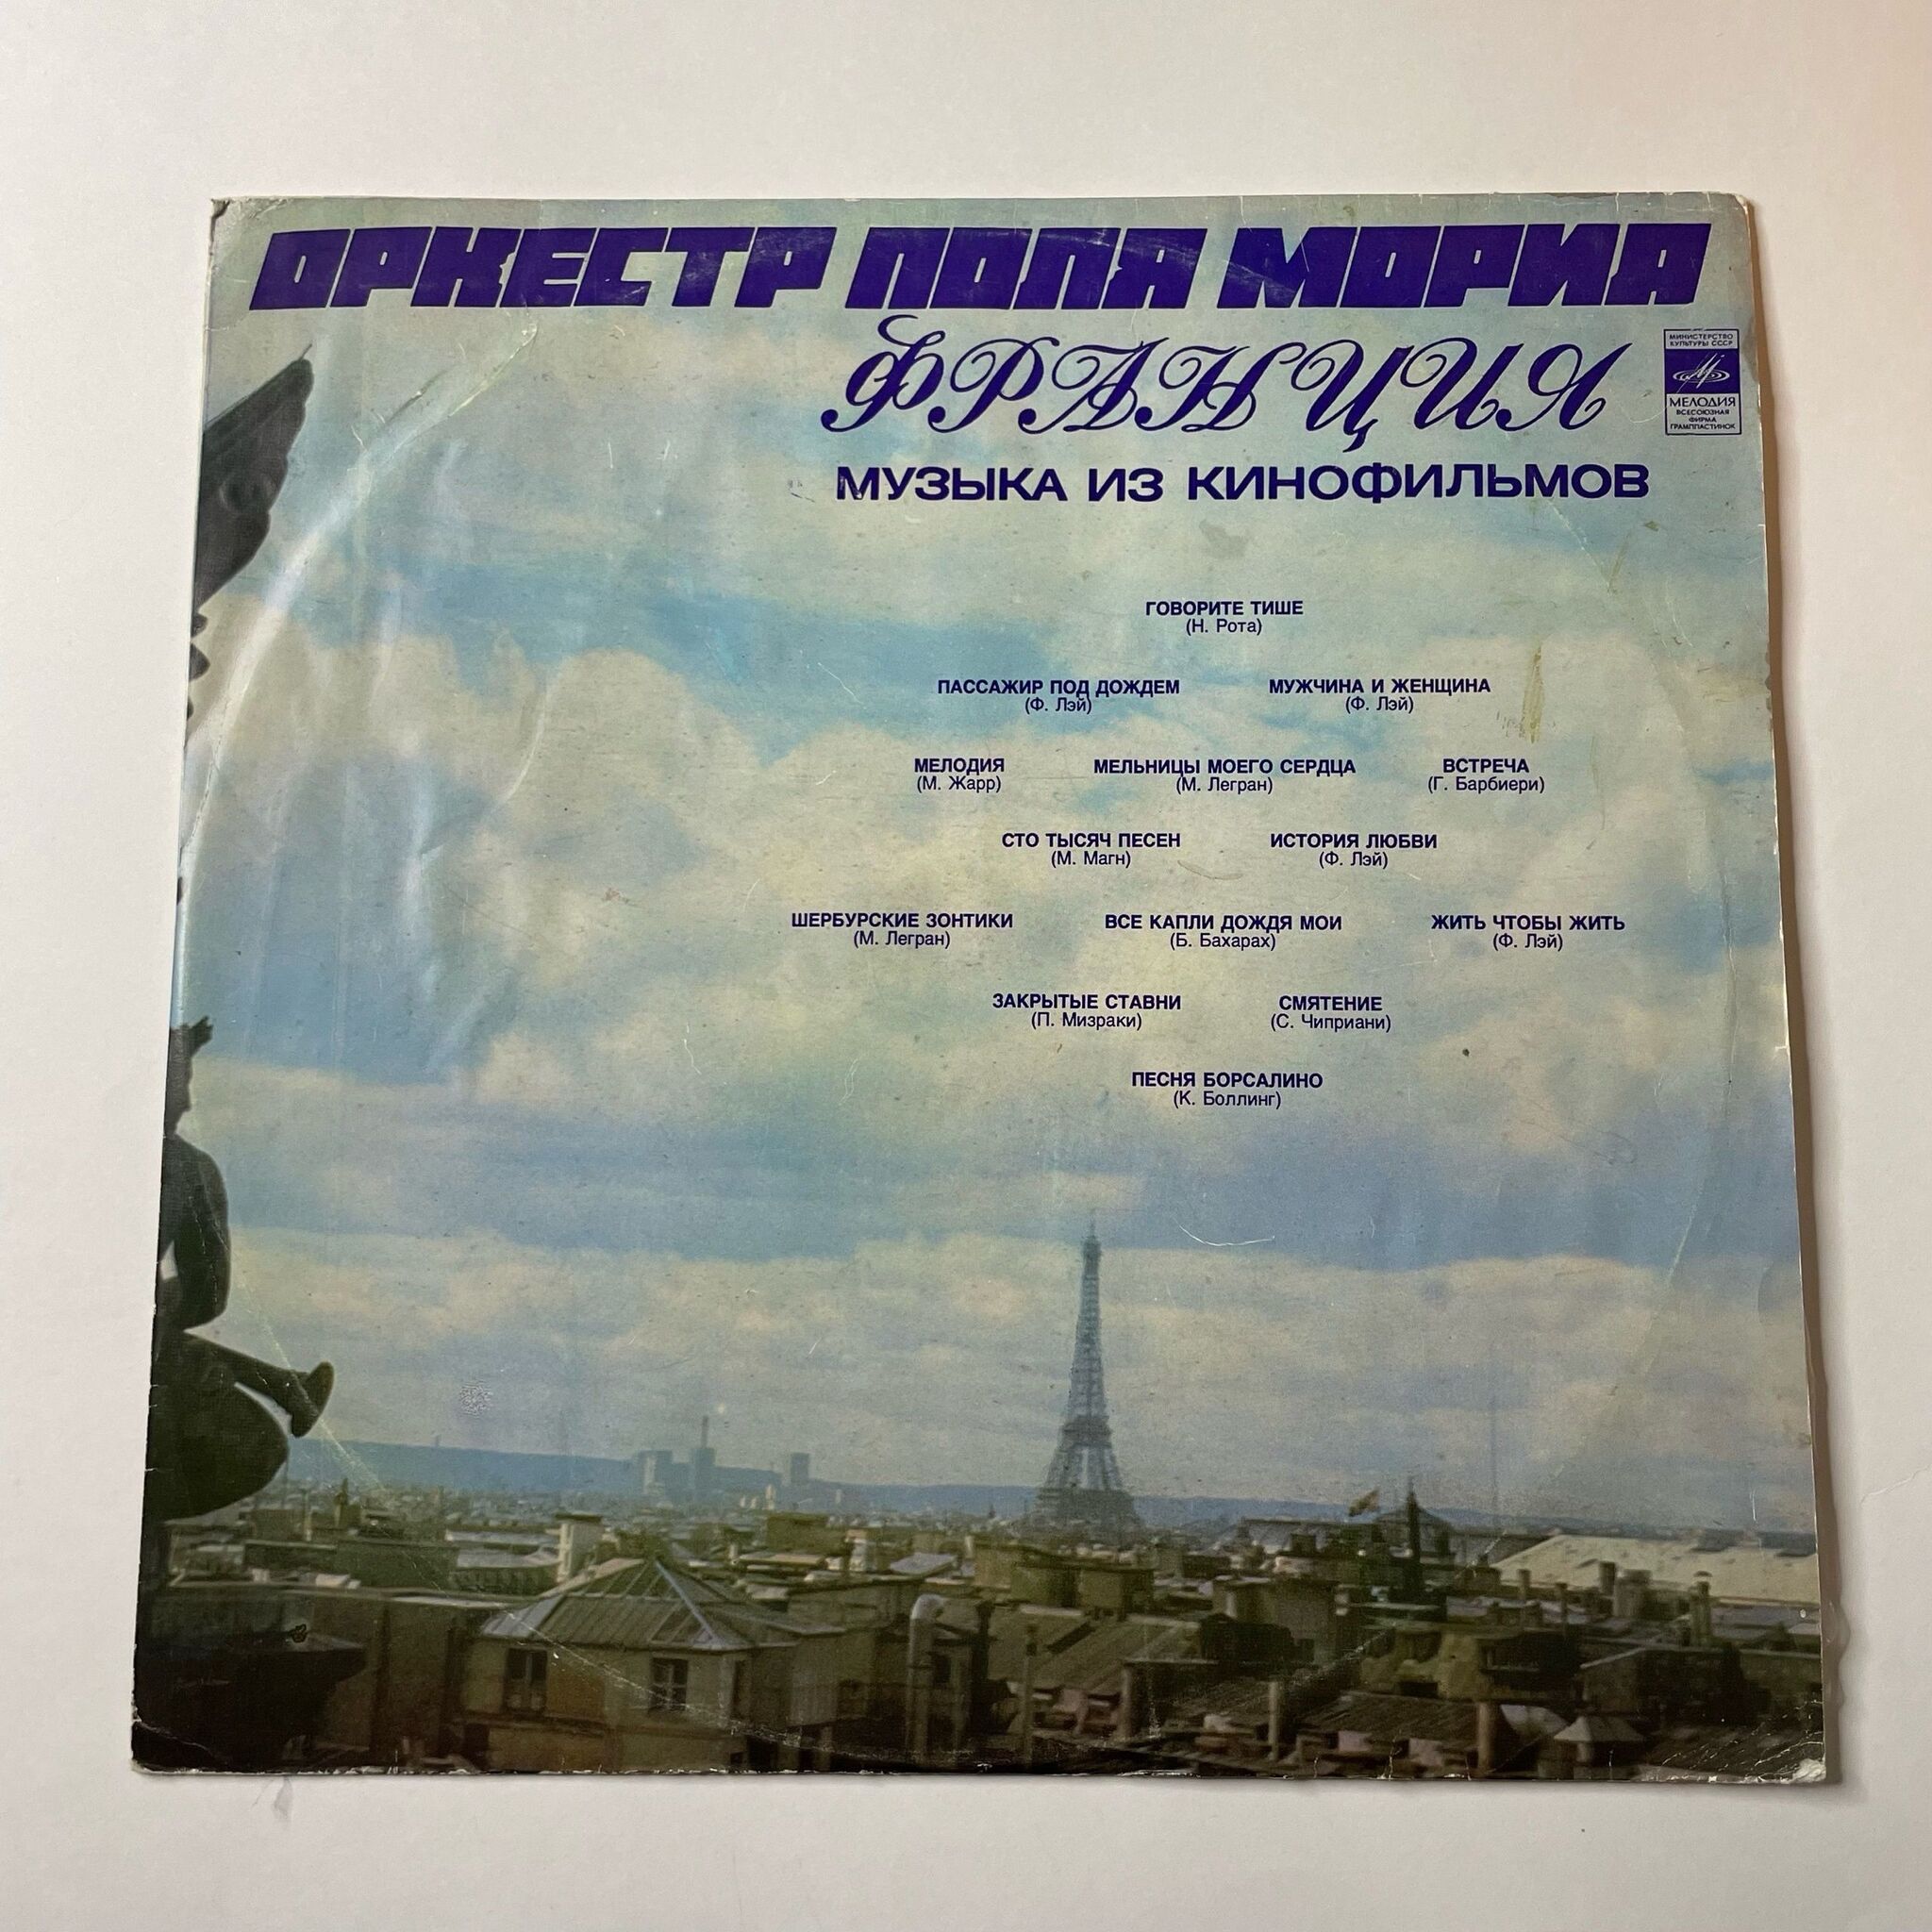 ОРКЕСТР ПОЛЯ МОРИА
ФРАНЦИЯ
МИНИСТЕРСТВО
КУЛЬТУРЫ СССР
МЕЛОДИЯ
ВСЕСОЮЗНАЯ
ФИРМА
ГРАМПЛАСТИНОК
МУЗЫКА ИЗ КИНОФИЛЬМОВ
ГОВОРИТЕ ТИШЕ
(Н. Рота)
ПАССАЖИР ПОД ДОЖДЕМ
(Ф. Лэй)
МУЖЧИНА И ЖЕНЩИНА
(Ф. Лэй)
МЕЛОДИЯ
(М. Жарр)
МЕЛЬНИЦЫ МОЕГО СЕРДЦА
(М. Легран)
ВСТРЕЧА
(Г. Барбиери)
СТО ТЫСЯЧ ПЕСЕН
(М. Магн)
ИСТОРИЯ ЛЮБВИ
(Ф. Лэй)
ШЕРБУРСКИЕ ЗОНТИКИ
(М. Легран)
ВСЕ КАПЛИ ДОЖДЯ МОИ
(Б. Бахарах)
ЖИТЬ ЧТОБЫ ЖИТЬ
(Ф. Лэй)
ЗАКРЫТЫЕ СТАВНИ
(П. Мизраки)
СМЯТЕНИЕ
(С. Чиприани)
ПЕСНЯ БОРСАЛИНО
(К. Боллинг)